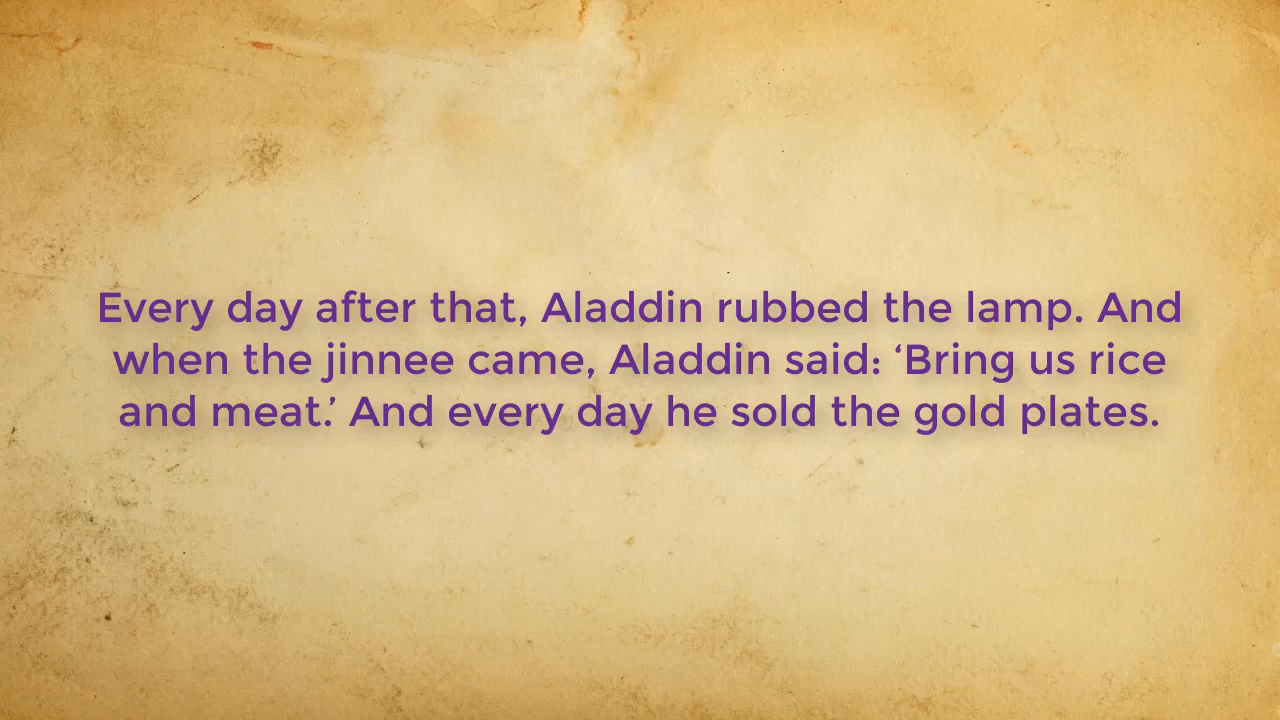 Every day after that, Aladdin rubbed the lamp. And
when the jinnee came, Aladdin said: ‘Bring us rice
and meat.’ And every day he sold the gold plates.